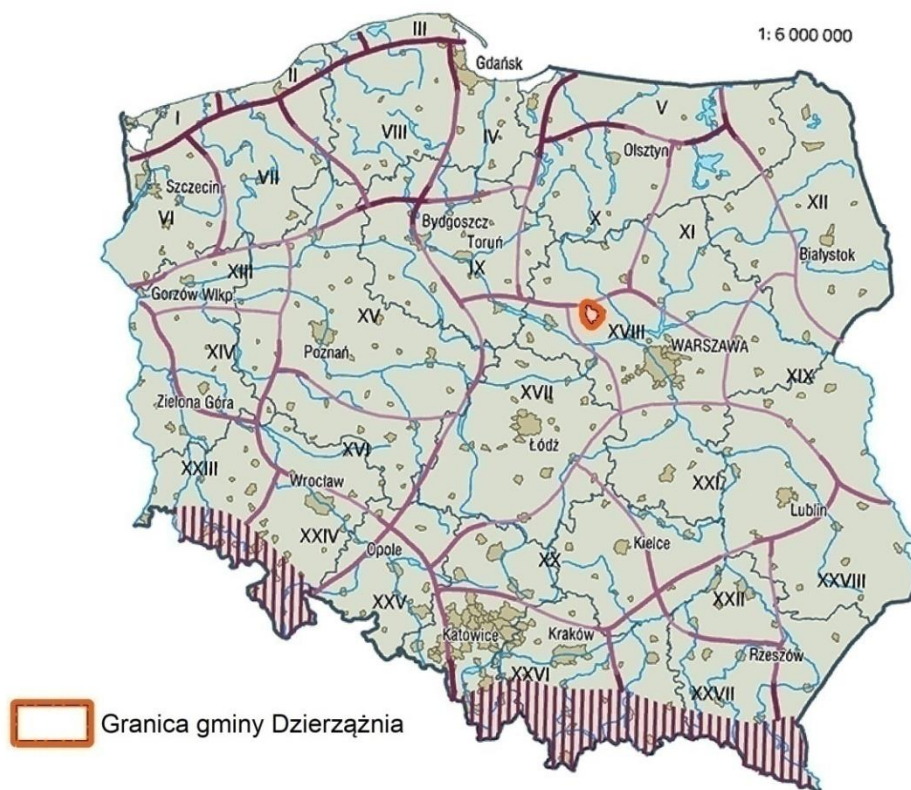 1: 6 000 000
III
Gdańsk
II
I
V
VIII
IV
Olsztyn
Szczecin
VII
XII
VI
Bydgoszcz
X
XI
Toruń
Białystok
IX
XIII
Gorzów Wlkp.
XV
XVIII
WARSZAWA
XIV
Poznań
XIX
XVII
Zielona Góra
Łódź
XVI
XXIII
XXI
Wrocław
Lublin
XXIV
Kielce
Opole
XX
XXVIII
XXV
XXII
Katowice
Kraków
Rzeszów
XXVI
XXVII
Granica gminy Dzierzążnia